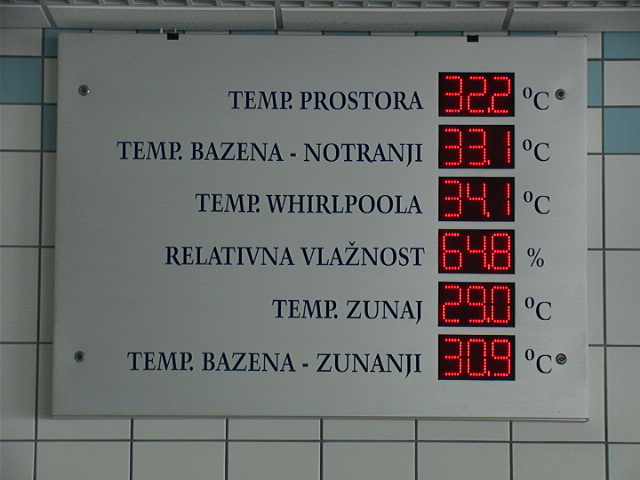 TEMP. PROSTORA 32.2 °C
TEMP. BAZENA - NOTRANJI 33.1 °C
TEMP. WHIRLPOOLA 34.1 °C
RELATIVNA VLAŽNOST 64.8 %
TEMP. ZUNAJ 29.0 °C
TEMP. BAZENA - ZUNANJI 30.9 °C